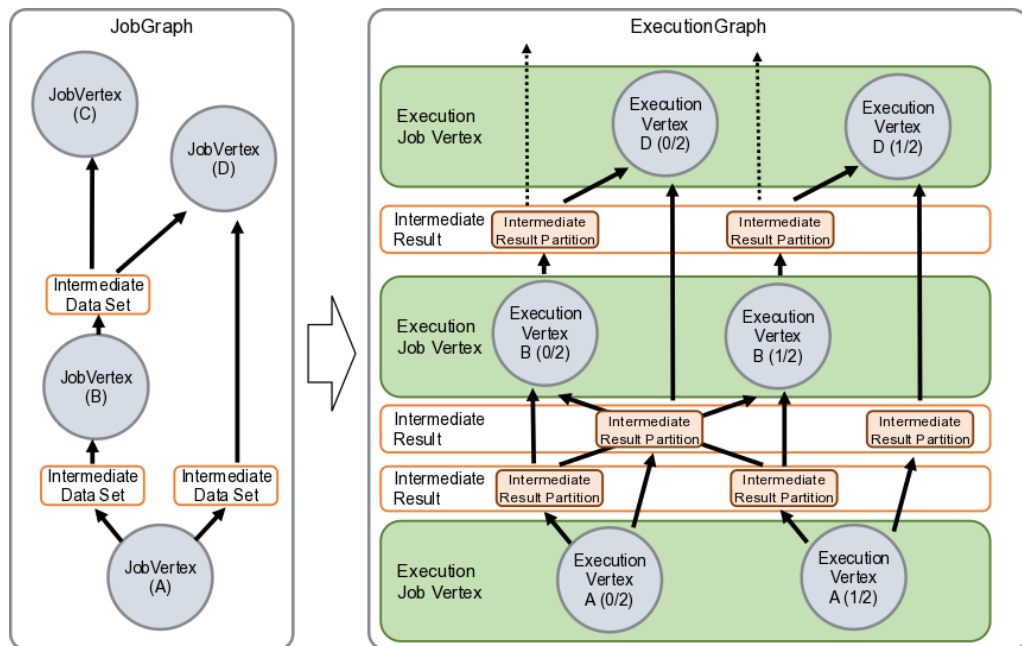 JobGraph
JobVertex
(C)
JobVertex
(D)
Intermediate
Data Set
JobVertex
(B)
Intermediate
Data Set
Intermediate
Data Set
JobVertex
(A)
ExecutionGraph
Execution
Job Vertex
Execution
Vertex
D (0/2)
Execution
Vertex
D (1/2)
Intermediate
Result
Intermediate
Result Partition
Intermediate
Result Partition
Execution
Job Vertex
Execution
Vertex
B (0/2)
Execution
Vertex
B (1/2)
Intermediate
Result
Intermediate
Result Partition
Intermediate
Result Partition
Intermediate
Result
Intermediate
Result Partition
Intermediate
Result Partition
Execution
Job Vertex
Execution
Vertex
A (0/2)
Execution
Vertex
A (1/2)